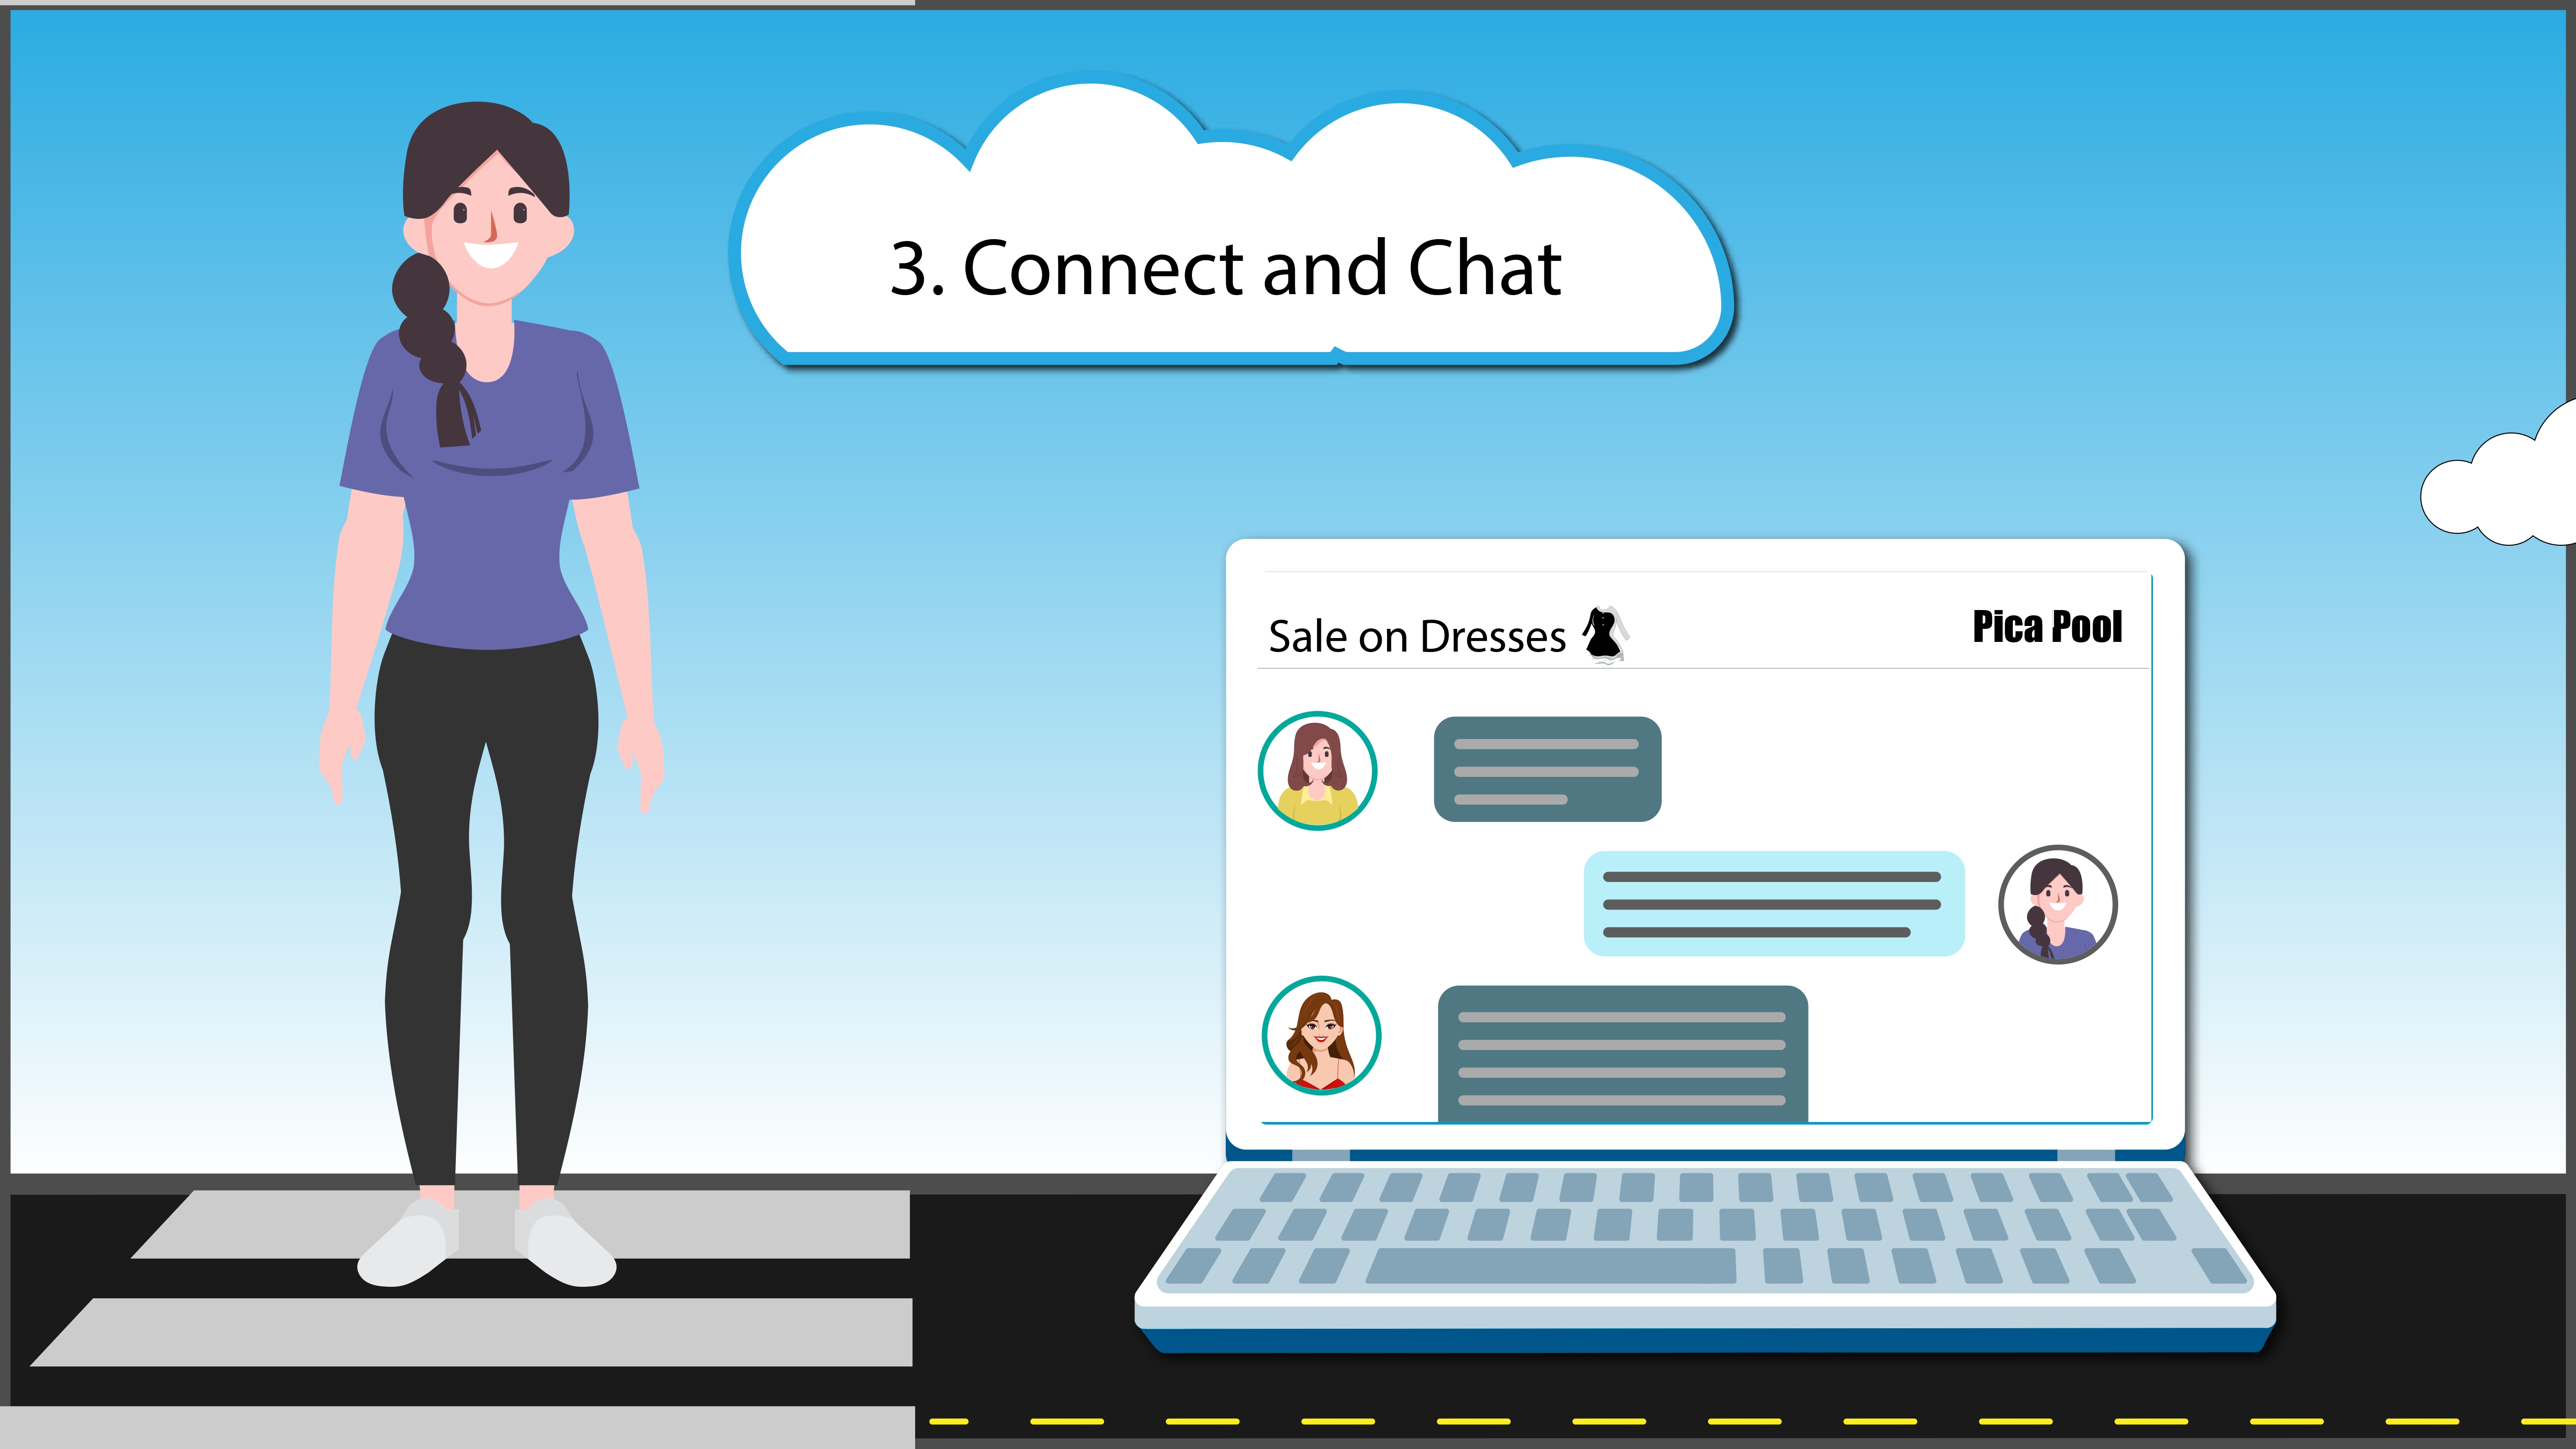 3. Connect and Chat
Sale on Dresses
Pica Pool